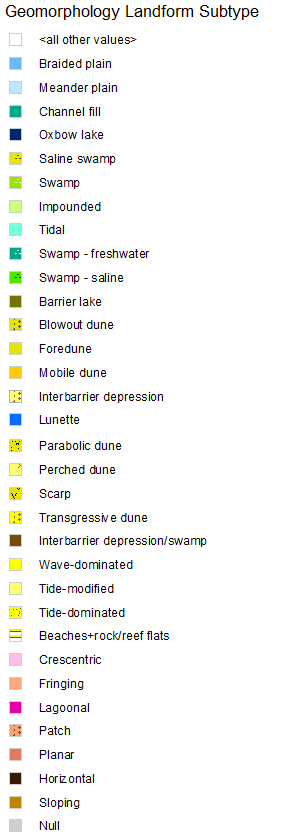 Geomorphology Landform Subtype
<all other values>
Braided plain
Meander plain
Channel fill
Oxbow lake
Saline swamp
Swamp
Impounded
Tidal
Swamp - freshwater
Swamp - saline
Barrier lake
Blowout dune
Foredune
Mobile dune
Interbarrier depression
Lunette
Parabolic dune
Perched dune
Scarp
Transgressive dune
Interbarrier depression/swamp
Wave-dominated
Tide-modified
Tide-dominated
Beaches+rock/reef flats
Crescentric
Fringing
Lagoonal
Patch
Planar
Horizontal
Sloping
Null